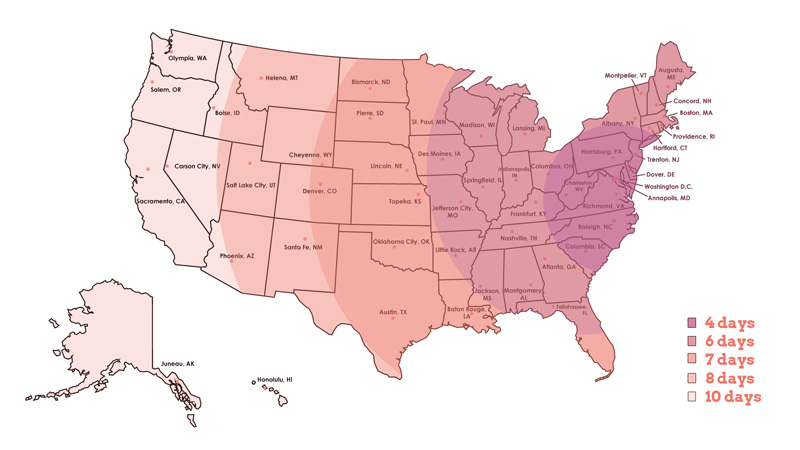 Olympia, WA
Salem, OR
Boise, ID
Helena, MT
Bismarck, ND
Pierre, SD
St. Paul, MN
Madison, WI
Lansing, MI
Montpelier, VT
Augusta,
ME
Concord, NH
Boston, MA
Albany, NY
Providence, RI
Hartford, CT
Trenton, NJ
Harrisburg, PA
Dover, DE
Washington D.C.
Annapolis, MD
Carson City, NV
Sacramento, CA
Salt Lake City, UT
Cheyenne, WY
Denver, CO
Lincoln, NE
Des Moines, IA
Topeka, KS
Springfield, IL
Indianapolis,
IN
Columbus, OH
Charleston,
WV
Richmond, VA
Jefferson City,
MO
Frankfurt, KY
Raleigh, NC
Nashville, TN
Columbia, SC
Phoenix, AZ
Santa Fe, NM
Oklahoma City, OK
Little Rock, AR
Atlanta, GA
Jackson,
MS
Montgomery,
AL
Austin, TX
Baton Rouge,
LA
Tallahassee,
FL
Juneau, AK
Honolulu, HI
4 days
6 days
7 days
8 days
10 days